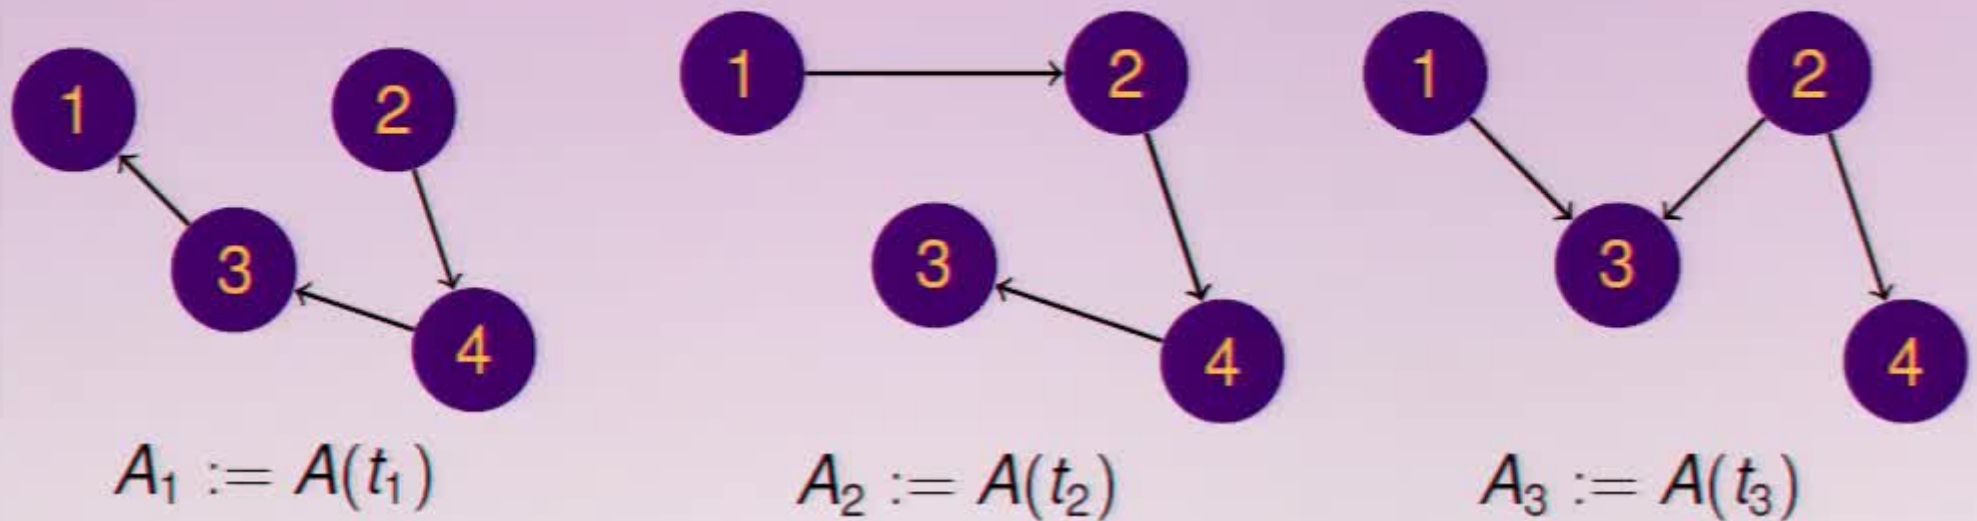 1 2 3 4
1 2 3 4
1 2 3 4
A₁ := A(t₁)
A₂ := A(t₂)
A₃ := A(t₃)